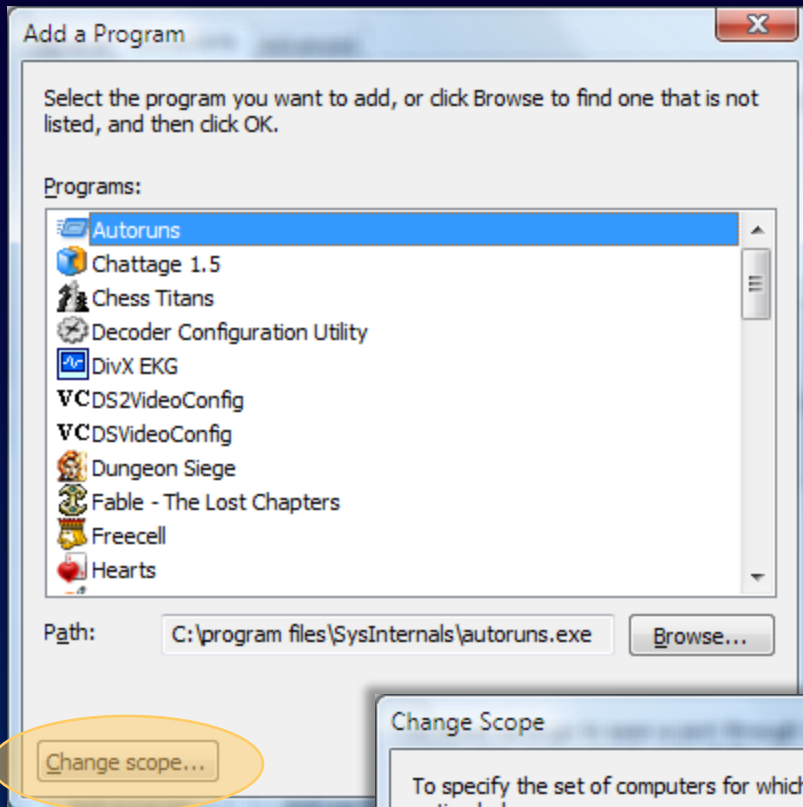 Add a Program
Select the program you want to add, or click Browse to find one that is not
listed, and then click OK.
Programs:
Autoruns
Chattage 1.5
Chess Titans
Decoder Configuration Utility
DivX EKG
VC DS2VideoConfig
VC DSVideoConfig
Dungeon Siege
Fable - The Lost Chapters
Freecell
Hearts
Path: C:\program files\SysInternals\autoruns.exe Browse...
Change scope...
Change Scope
To specify the set of computers for which